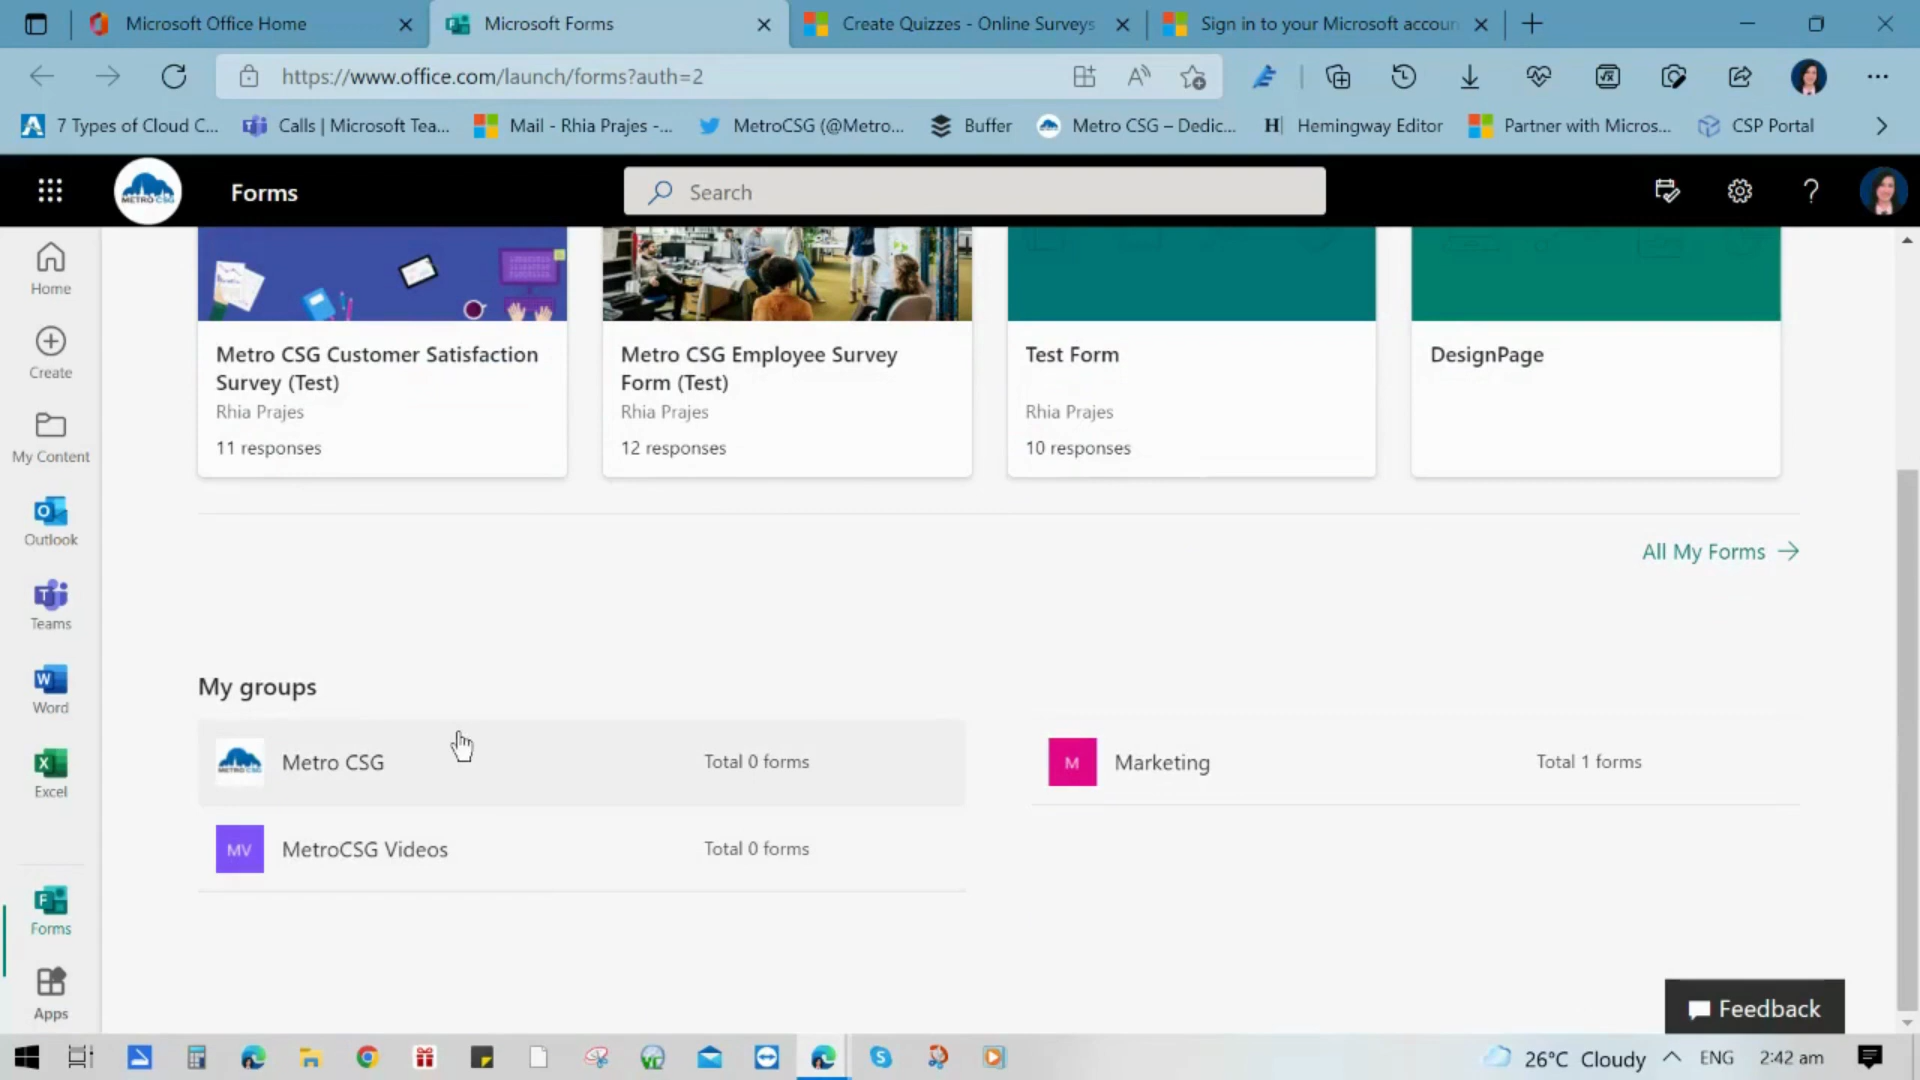 Microsoft Office Home
Microsoft Forms
Create Quizzes - Online Surveys
Sign in to your Microsoft accoun
https://www.office.com/launch/forms?auth=2
7 Types of Cloud C...
Calls | Microsoft Tea...
Mail - Rhia Prajes -...
MetroCSG (@Metro...
Buffer
Metro CSG – Dedic...
Hemingway Editor
Partner with Micros...
CSP Portal
METRO CSG
Forms
Search
Home
Create
My Content
Outlook
Teams
Word
Excel
Forms
Apps
Metro CSG Customer Satisfaction
Survey (Test)
Rhia Prajes
11 responses
Metro CSG Employee Survey
Form (Test)
Rhia Prajes
12 responses
Test Form
Rhia Prajes
10 responses
DesignPage
All My Forms
My groups
METRO CSG
Metro CSG
Total 0 forms
M
Marketing
Total 1 forms
MV
MetroCSG Videos
Total 0 forms
Feedback
26°C Cloudy
ENG
2:42 am